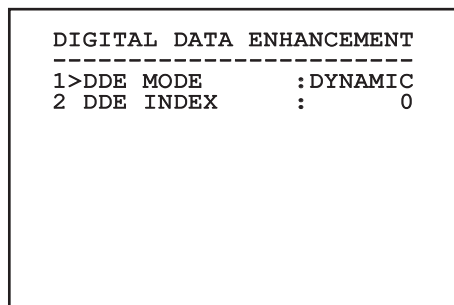 DIGITAL DATA ENHANCEMENT
------------------------
1>DDE MODE      :DYNAMIC
2 DDE INDEX     :      0